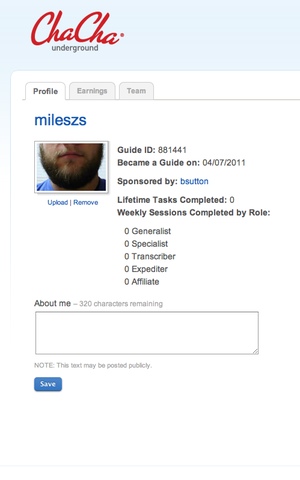 ChaCha®
underground
Profile Earnings Team
mileszs
Guide ID: 881441
Became a Guide on: 04/07/2011
Sponsored by: bsutton
Upload | Remove
Lifetime Tasks Completed: 0
Weekly Sessions Completed by Role:
0 Generalist
0 Specialist
0 Transcriber
0 Expediter
0 Affiliate
About me – 320 characters remaining
NOTE: This text may be posted publicly.
Save